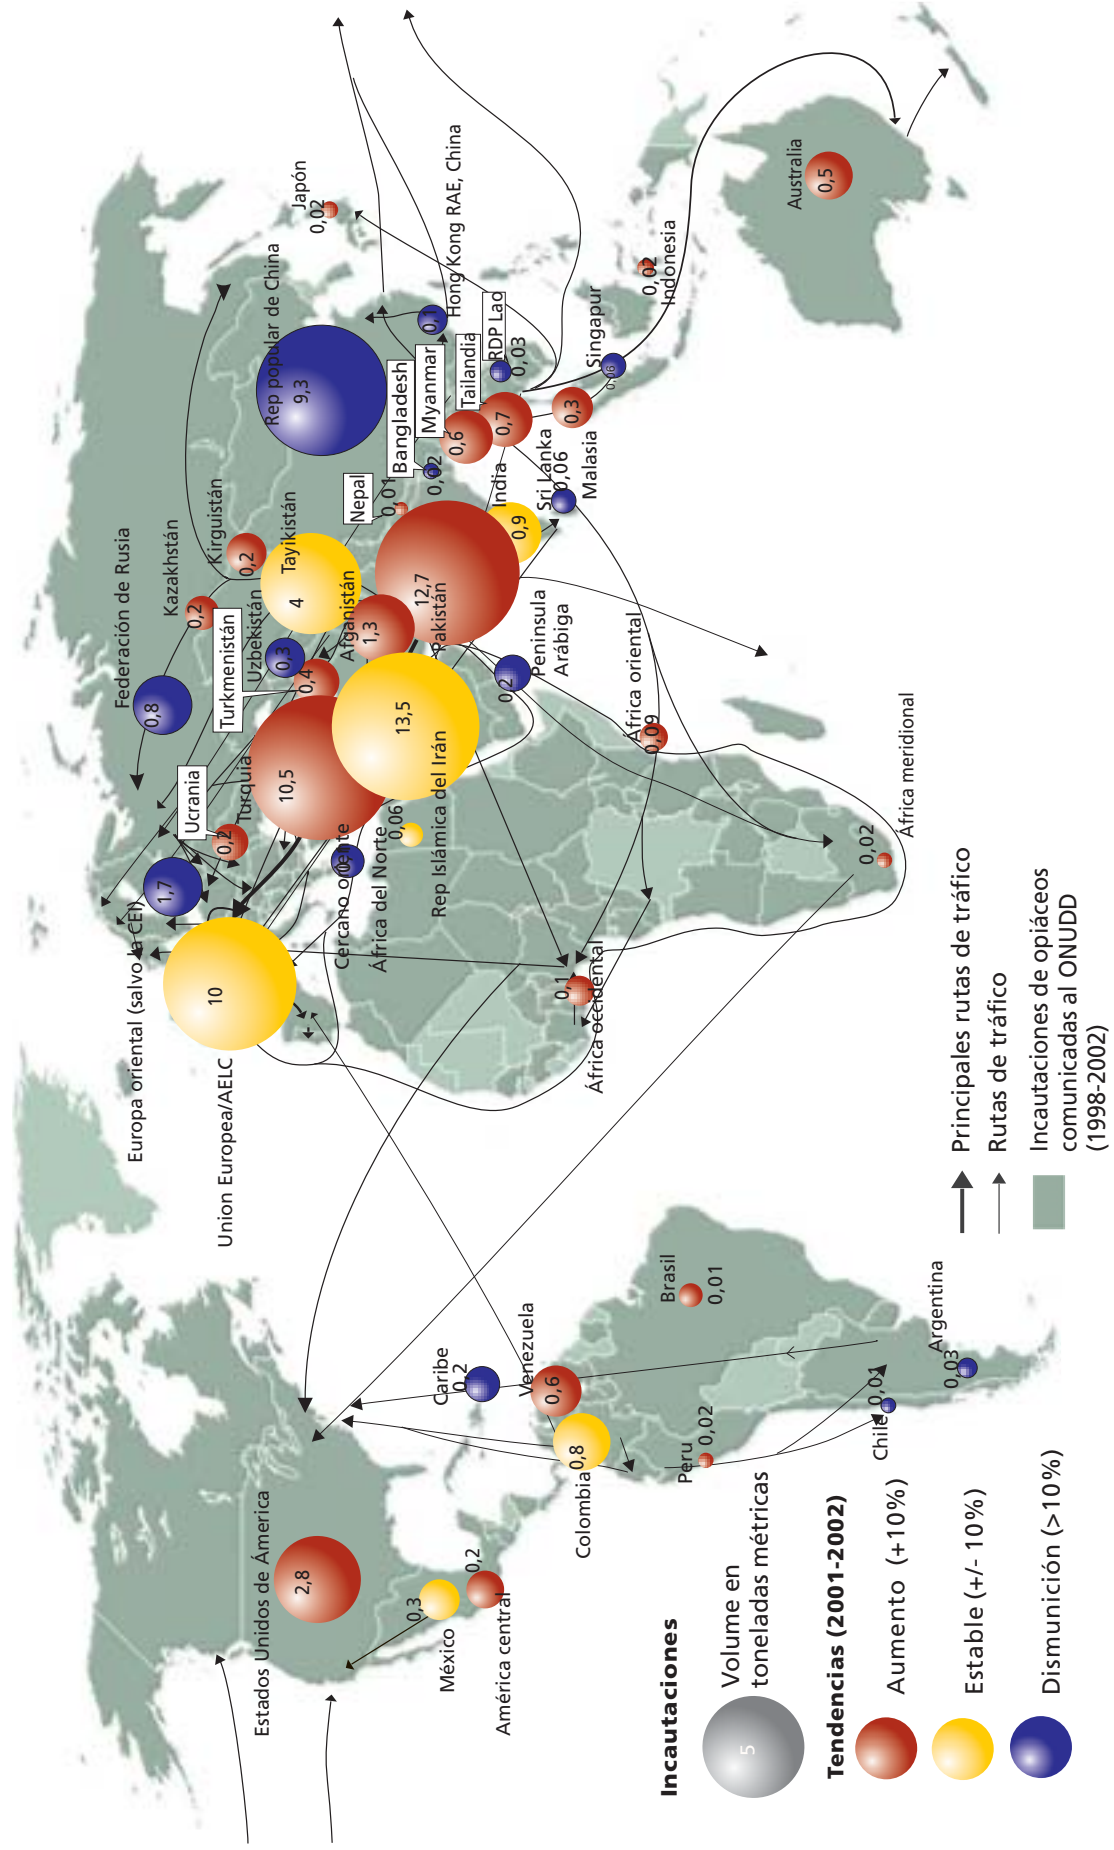 Estados Unidos de Ámerica
2,8
México
0,3
América central
0,2
Caribe
0,2
Venezuela
0,6
Colombia
0,8
Peru
0,02
Brasil
0,01
Chile 0,01
Argentina
0,03
Union Europea/AELC
10
Europa oriental (salvo la CEI)
1,7
Ucrania
0,2
Turquía
10,5
Federación de Rusia
0,8
Kazakhstán
0,2
Kirguistán
0,2
Turkmenistán
0,4
Uzbekistán
0,3
Tayikistán
4
Afganistán
1,3
Pakistán
12,7
Rep Islámica del Irán
13,5
Cercano oriente
África del Norte
0,06
Peninsula
Arábiga
0,2
África occidental
0,1
África oriental
0,09
África meridional
0,02
Nepal
0,01
India
0,9
Sri Lanka
0,06
Bangladesh
0,02
Myanmar
0,6
Tailandia
0,7
RDP Lao
0,03
Malasia
0,3
Singapur
0,06
Indonesia
0,02
Rep popular de China
9,3
Hong Kong RAE, China
0,1
Japón
0,02
Australia
0,5
Incautaciones
5
Volume en
toneladas métricas
Tendencias (2001-2002)
Aumento (+10%)
Estable (+/- 10%)
Dismunición (>10%)
Principales rutas de tráfico
Rutas de tráfico
Incautaciones de opiáceos
comunicadas al ONUDD
(1998-2002)